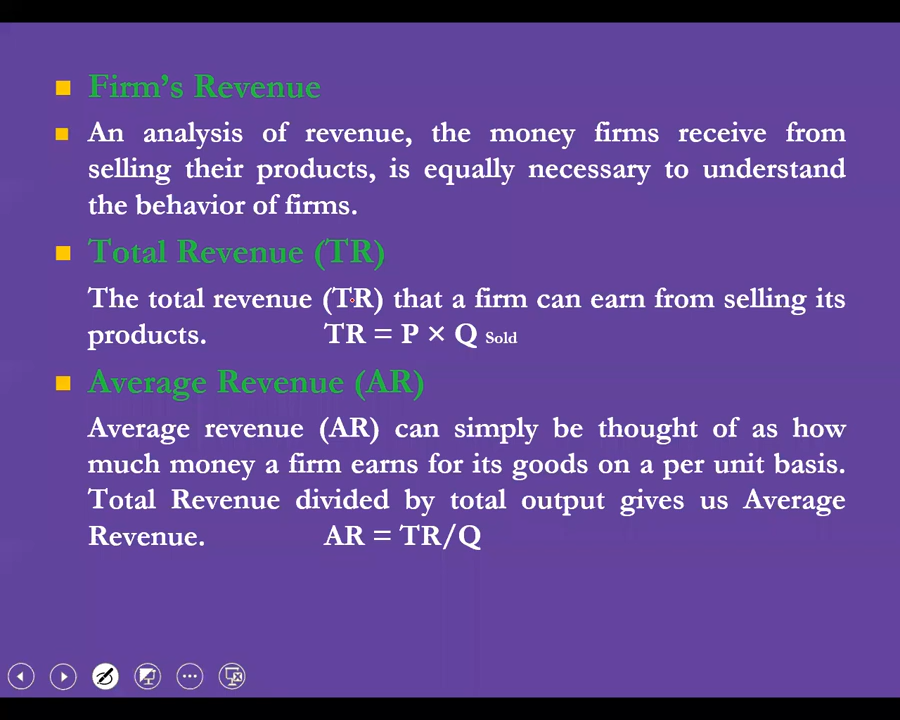 Firm's Revenue
An analysis of revenue, the money firms receive from
selling their products, is equally necessary to understand
the behavior of firms.
Total Revenue (TR)
The total revenue (TR) that a firm can earn from selling its
products. TR = P × Q Sold
Average Revenue (AR)
Average revenue (AR) can simply be thought of as how
much money a firm earns for its goods on a per unit basis.
Total Revenue divided by total output gives us Average
Revenue. AR = TR/Q